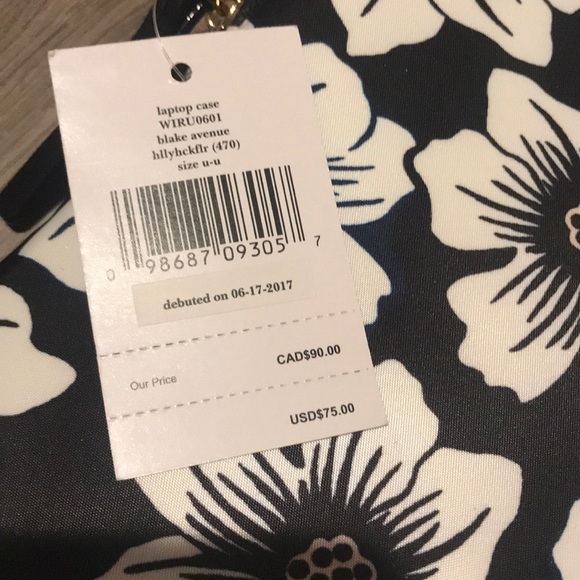 laptop case
WIRU0601
blake avenue
hllyhckflr (470)
size u-u
0 98687 09305 7
debuted on 06-17-2017
CAD$90.00
Our Price
USD$75.00